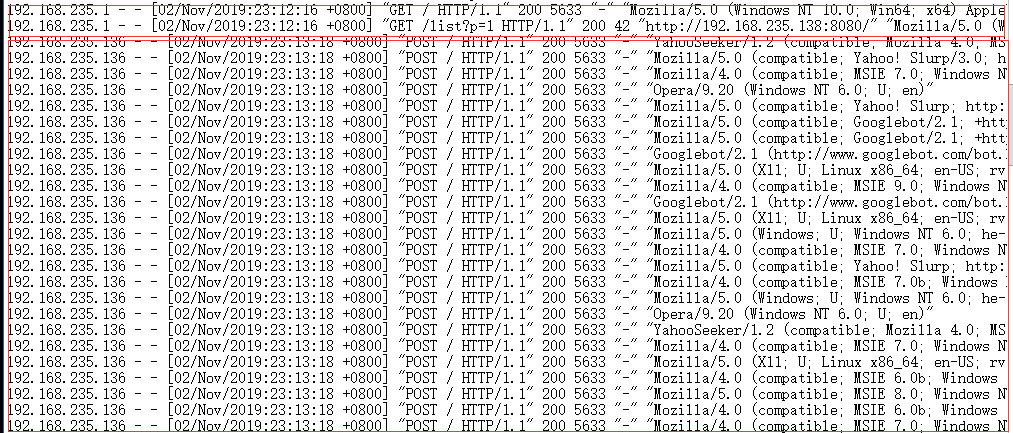 192.168.235.1 - - [02/Nov/2019:23:12:16 +0800] "GET / HTTP/1.1" 200 5633 "-" "Mozilla/5.0 (Windows NT 10.0; Win64; x64) Apple
192.168.235.1 - - [02/Nov/2019:23:12:16 +0800] "GET /list?p=1 HTTP/1.1" 200 42 "http://192.168.235.138:8080/" "Mozilla/5.0 (W
192.168.235.136 - - [02/Nov/2019:23:13:18 +0800] "POST / HTTP/1.1" 200 5633 "-" "YahooSeeker/1.2 (compatible; Mozilla 4.0; MS
192.168.235.136 - - [02/Nov/2019:23:13:18 +0800] "POST / HTTP/1.1" 200 5633 "-" "Mozilla/5.0 (compatible; Yahoo! Slurp/3.0; h
192.168.235.136 - - [02/Nov/2019:23:13:18 +0800] "POST / HTTP/1.1" 200 5633 "-" "Mozilla/4.0 (compatible; MSIE 7.0; Windows N
192.168.235.136 - - [02/Nov/2019:23:13:18 +0800] "POST / HTTP/1.1" 200 5633 "-" "Opera/9.20 (Windows NT 6.0; U; en)"
192.168.235.136 - - [02/Nov/2019:23:13:18 +0800] "POST / HTTP/1.1" 200 5633 "-" "Mozilla/5.0 (compatible; Yahoo! Slurp; http:
192.168.235.136 - - [02/Nov/2019:23:13:18 +0800] "POST / HTTP/1.1" 200 5633 "-" "Mozilla/5.0 (compatible; Googlebot/2.1; +htt
192.168.235.136 - - [02/Nov/2019:23:13:18 +0800] "POST / HTTP/1.1" 200 5633 "-" "Mozilla/5.0 (compatible; Googlebot/2.1; +htt
192.168.235.136 - - [02/Nov/2019:23:13:18 +0800] "POST / HTTP/1.1" 200 5633 "-" "Googlebot/2.1 (http://www.googlebot.com/bot.
192.168.235.136 - - [02/Nov/2019:23:13:18 +0800] "POST / HTTP/1.1" 200 5633 "-" "Mozilla/5.0 (X11; U; Linux x86_64; en-US; rv
192.168.235.136 - - [02/Nov/2019:23:13:18 +0800] "POST / HTTP/1.1" 200 5633 "-" "Mozilla/4.0 (compatible; MSIE 9.0; Windows N
192.168.235.136 - - [02/Nov/2019:23:13:18 +0800] "POST / HTTP/1.1" 200 5633 "-" "Googlebot/2.1 (http://www.googlebot.com/bot.
192.168.235.136 - - [02/Nov/2019:23:13:18 +0800] "POST / HTTP/1.1" 200 5633 "-" "Mozilla/5.0 (X11; U; Linux x86_64; en-US; rv
192.168.235.136 - - [02/Nov/2019:23:13:18 +0800] "POST / HTTP/1.1" 200 5633 "-" "Mozilla/5.0 (Windows; U; Windows NT 6.0; he-
192.168.235.136 - - [02/Nov/2019:23:13:18 +0800] "POST / HTTP/1.1" 200 5633 "-" "Mozilla/4.0 (compatible; MSIE 7.0; Windows N
192.168.235.136 - - [02/Nov/2019:23:13:18 +0800] "POST / HTTP/1.1" 200 5633 "-" "Mozilla/5.0 (compatible; Yahoo! Slurp; http:
192.168.235.136 - - [02/Nov/2019:23:13:18 +0800] "POST / HTTP/1.1" 200 5633 "-" "Mozilla/4.0 (compatible; MSIE 7.0b; Windows
192.168.235.136 - - [02/Nov/2019:23:13:18 +0800] "POST / HTTP/1.1" 200 5633 "-" "Mozilla/5.0 (Windows; U; Windows NT 6.0; he-
192.168.235.136 - - [02/Nov/2019:23:13:18 +0800] "POST / HTTP/1.1" 200 5633 "-" "Opera/9.20 (Windows NT 6.0; U; en)"
192.168.235.136 - - [02/Nov/2019:23:13:18 +0800] "POST / HTTP/1.1" 200 5633 "-" "YahooSeeker/1.2 (compatible; Mozilla 4.0; MS
192.168.235.136 - - [02/Nov/2019:23:13:18 +0800] "POST / HTTP/1.1" 200 5633 "-" "Mozilla/4.0 (compatible; MSIE 7.0; Windows N
192.168.235.136 - - [02/Nov/2019:23:13:18 +0800] "POST / HTTP/1.1" 200 5633 "-" "Mozilla/5.0 (X11; U; Linux x86_64; en-US; rv
192.168.235.136 - - [02/Nov/2019:23:13:18 +0800] "POST / HTTP/1.1" 200 5633 "-" "Mozilla/4.0 (compatible; MSIE 6.0b; Windows
192.168.235.136 - - [02/Nov/2019:23:13:18 +0800] "POST / HTTP/1.1" 200 5633 "-" "Mozilla/5.0 (compatible; MSIE 8.0; Windows N
192.168.235.136 - - [02/Nov/2019:23:13:18 +0800] "POST / HTTP/1.1" 200 5633 "-" "Mozilla/4.0 (compatible; MSIE 6.0b; Windows
192.168.235.136 - - [02/Nov/2019:23:13:18 +0800] "POST / HTTP/1.1" 200 5633 "-" "Mozilla/4.0 (compatible; MSIE 7.0; Windows N